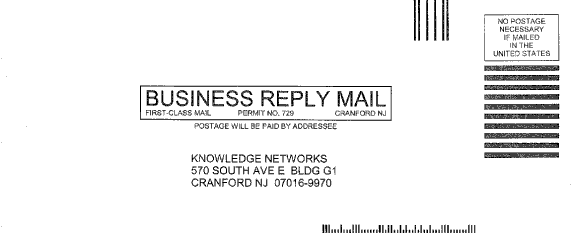 NO POSTAGE
NECESSARY
IF MAILED
IN THE
UNITED STATES
BUSINESS REPLY MAIL
FIRST-CLASS MAIL PERMIT NO. 729 CRANFORD NJ
POSTAGE WILL BE PAID BY ADDRESSEE
KNOWLEDGE NETWORKS
570 SOUTH AVE E BLDG G1
CRANFORD NJ 07016-9970